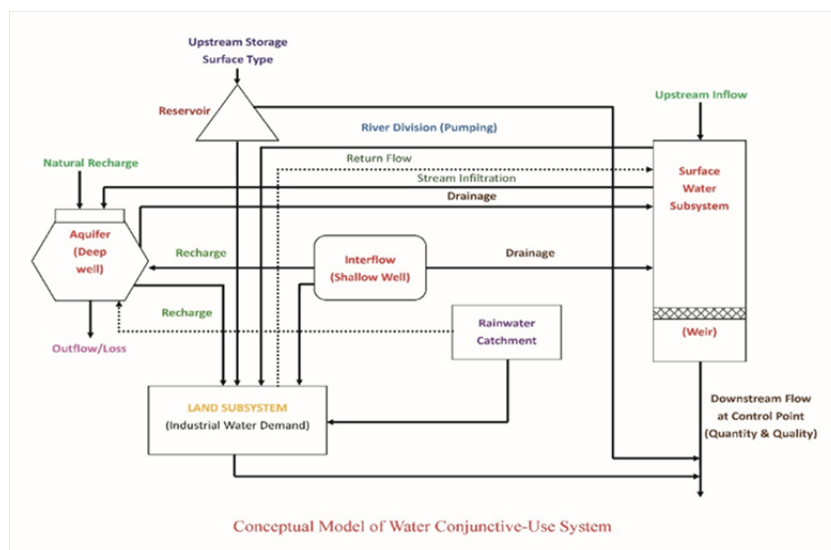 Upstream Storage
Surface Type
Reservoir
Upstream Inflow
River Division (Pumping)
Natural Recharge
Return Flow
Stream Infiltration
Drainage
Surface
Water
Subsystem
Aquifer
(Deep
well)
Recharge
Interflow
(Shallow Well)
Drainage
Recharge
Rainwater
Catchment
(Weir)
Outflow/Loss
LAND SUBSYSTEM
(Industrial Water Demand)
Downstream Flow
at Control Point
(Quantity & Quality)
Conceptual Model of Water Conjunctive-Use System